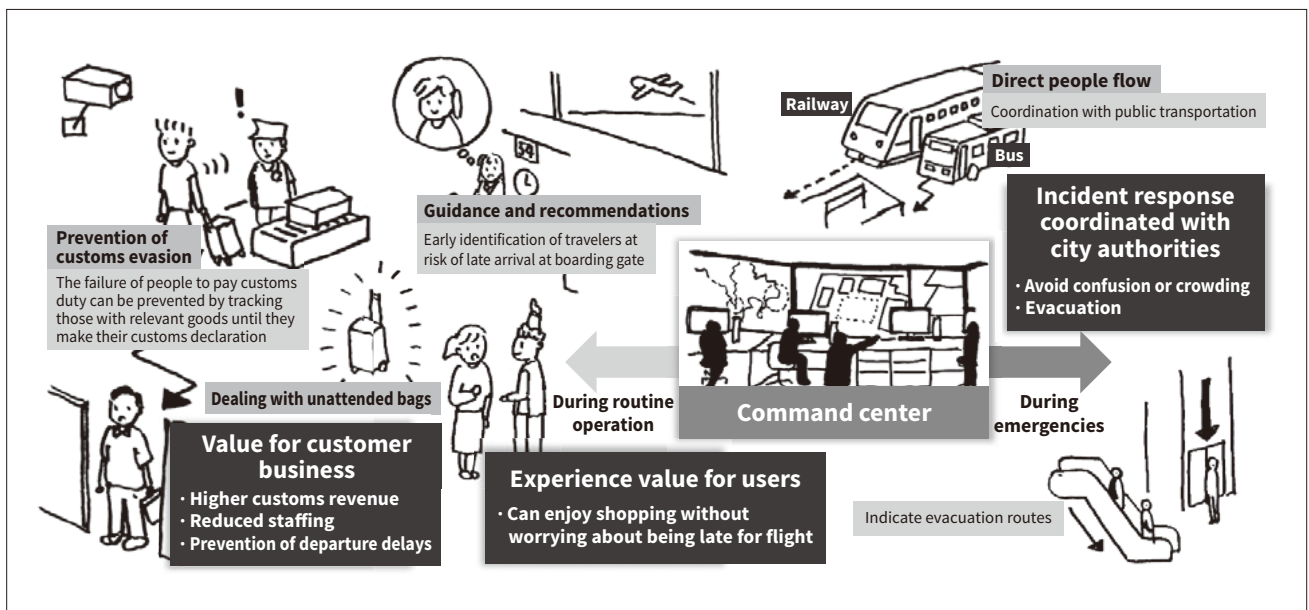 Prevention of
customs evasion
The failure of people to pay customs
duty can be prevented by tracking
those with relevant goods until they
make their customs declaration
Dealing with unattended bags
Value for customer
business
· Higher customs revenue
· Reduced staffing
· Prevention of departure delays
54
Guidance and recommendations
Early identification of travelers at
risk of late arrival at boarding gate
During routine
operation
Experience value for users
· Can enjoy shopping without
worrying about being late for flight
Command center
Railway
Bus
Direct people flow
Coordination with public transportation
Incident response
coordinated with
city authorities
· Avoid confusion or crowding
· Evacuation
During
emergencies
Indicate evacuation routes